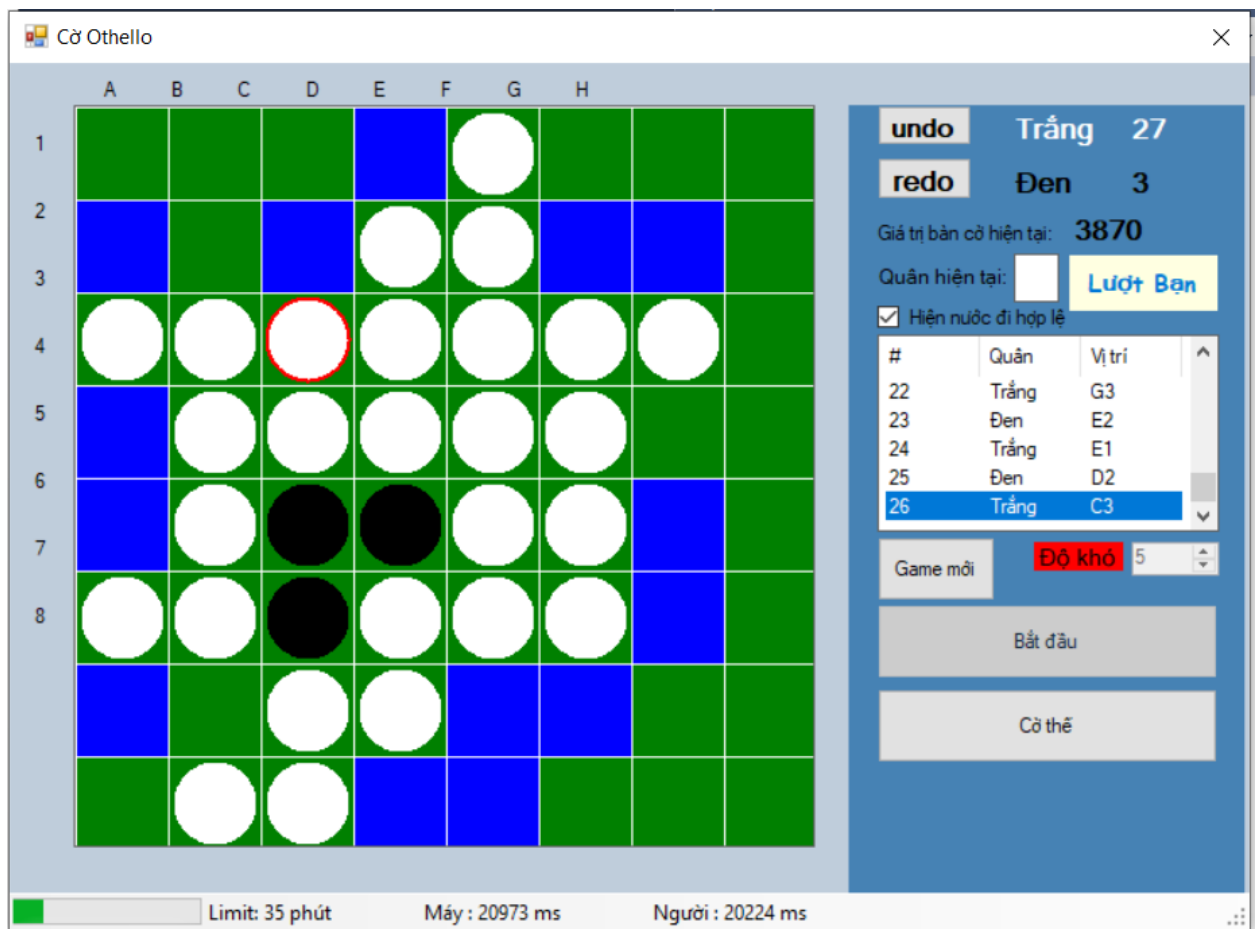 Cờ Othello
A B C D E F G H
1
2
3
4
5
6
7
8
undo Trắng 27
redo Đen 3
Giá trị bàn cờ hiện tại: 3870
Quân hiện tại: Lượt Bạn
Hiện nước đi hợp lệ
# Quân Vị trí
22 Trắng G3
23 Đen E2
24 Trắng E1
25 Đen D2
26 Trắng C3
Game mới Độ khó 5
Bắt đầu
Cờ thế
Limit: 35 phút Máy : 20973 ms Người : 20224 ms